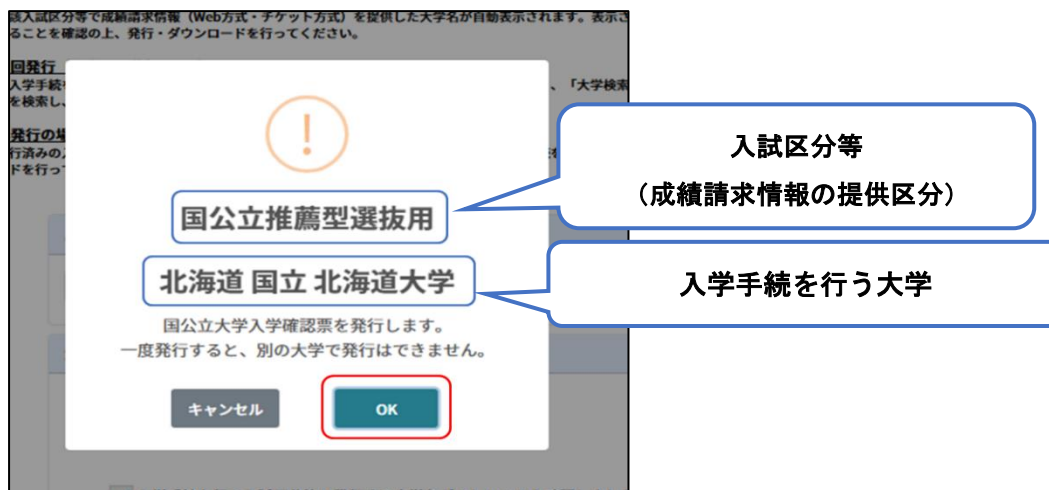 該入試区分等で成績請求情報（Web方式・チケット方式）を提供した大学名が自動表示されます。表示さ
ることを確認の上、発行・ダウンロードを行ってください。
回発行
入学手続
、「大学検索
を検索し、
発行の場
行済みの
ドを行っ
国公立推薦型選抜用
北海道 国立 北海道大学
国公立大学入学確認票を発行します。
一度発行すると、別の大学で発行はできません。
キャンセル
OK
入試区分等
（成績請求情報の提供区分）
入学手続を行う大学